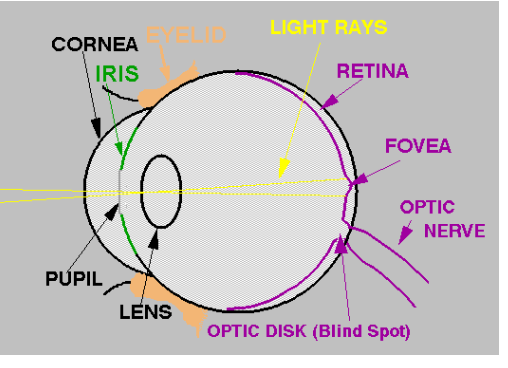 LIGHT RAYS
EYELID
CORNEA
IRIS
RETINA
FOVEA
OPTIC
NERVE
PUPIL
LENS
OPTIC DISK (Blind Spot)